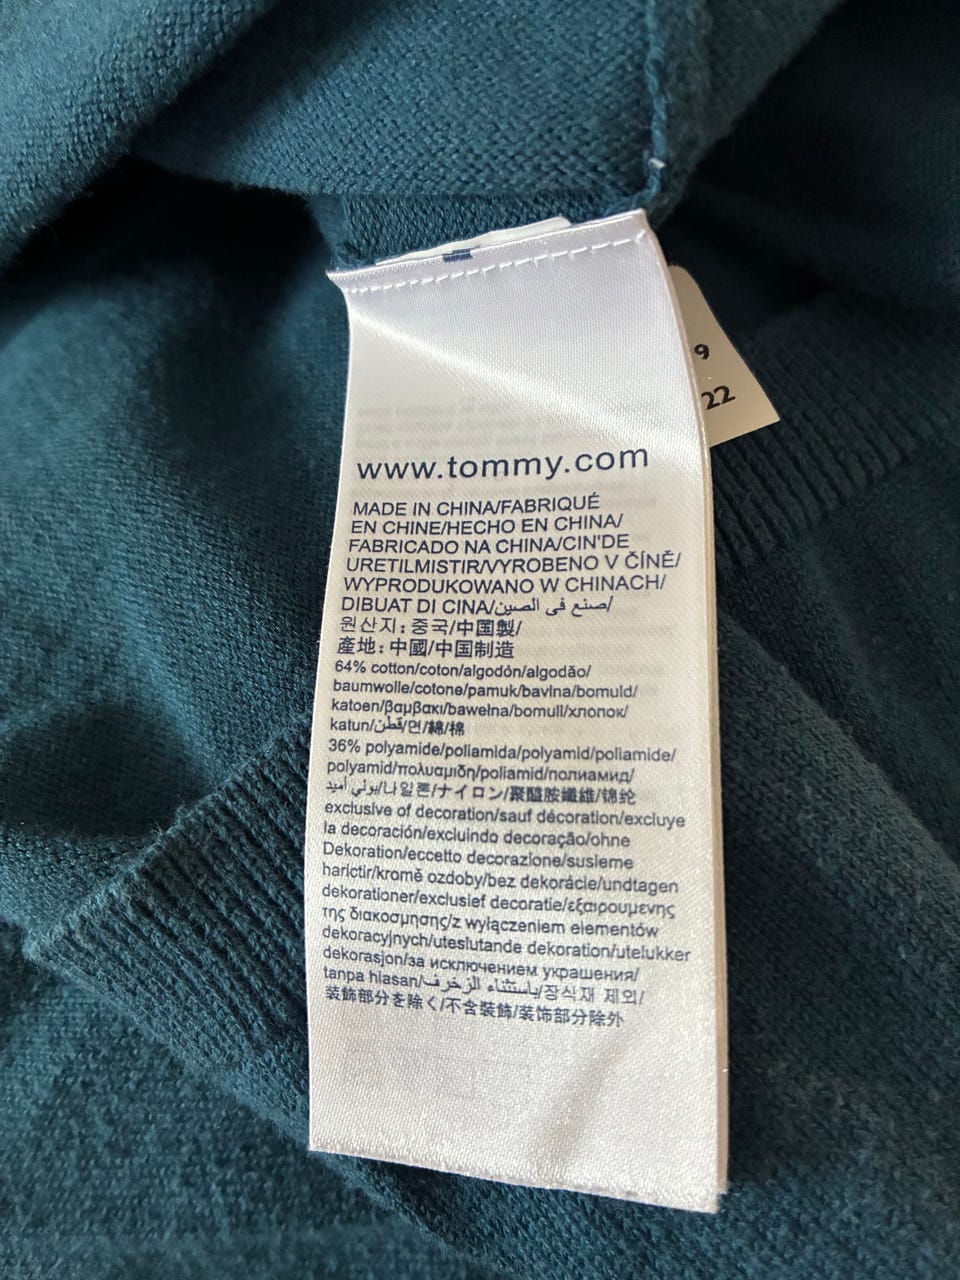 9
22
www.tommy.com
MADE IN CHINA/FABRIQUÉ
EN CHINE/HECHO EN CHINA/
FABRICADO NA CHINA/CIN'DE
URETILMISTIR/VYROBENO V ČÍNĚ/
WYPRODUKOWANO W CHINACH/
DIBUAT DI CINA/صنع في الصين/
원산지: 중국/中国製/
產地: 中國/中国制造
64% cotton/coton/algodón/algodão/
baumwolle/cotone/pamuk/bavlna/bomuld/
katoen/βαμβακι/bawełna/bomull/хлопок/
katun/قطن/면/綿/棉
36% polyamide/poliamida/polyamid/poliamide/
polyamid/πολυαμιδη/poliamid/полиамид/
بولي أميد/나일론/ナイロン/聚醯胺纖維/锦纶
exclusive of decoration/sauf décoration/excluye
la decoración/excluindo decoração/ohne
Dekoration/eccetto decorazione/susleme
harictir/kromě ozdoby/bez dekorácie/undtagen
dekorationer/exclusief decoratie/εξαιρουμενης
της διακοσμησης/z wyłączeniem elementów
dekoracyjnych/uteslutande dekoration/utelukker
dekorasjon/за исключением украшения/
tanpa hiasan/باستثناء الزخرف/장식재 제외/
装飾部分を除く/不含裝飾/装饰部分除外